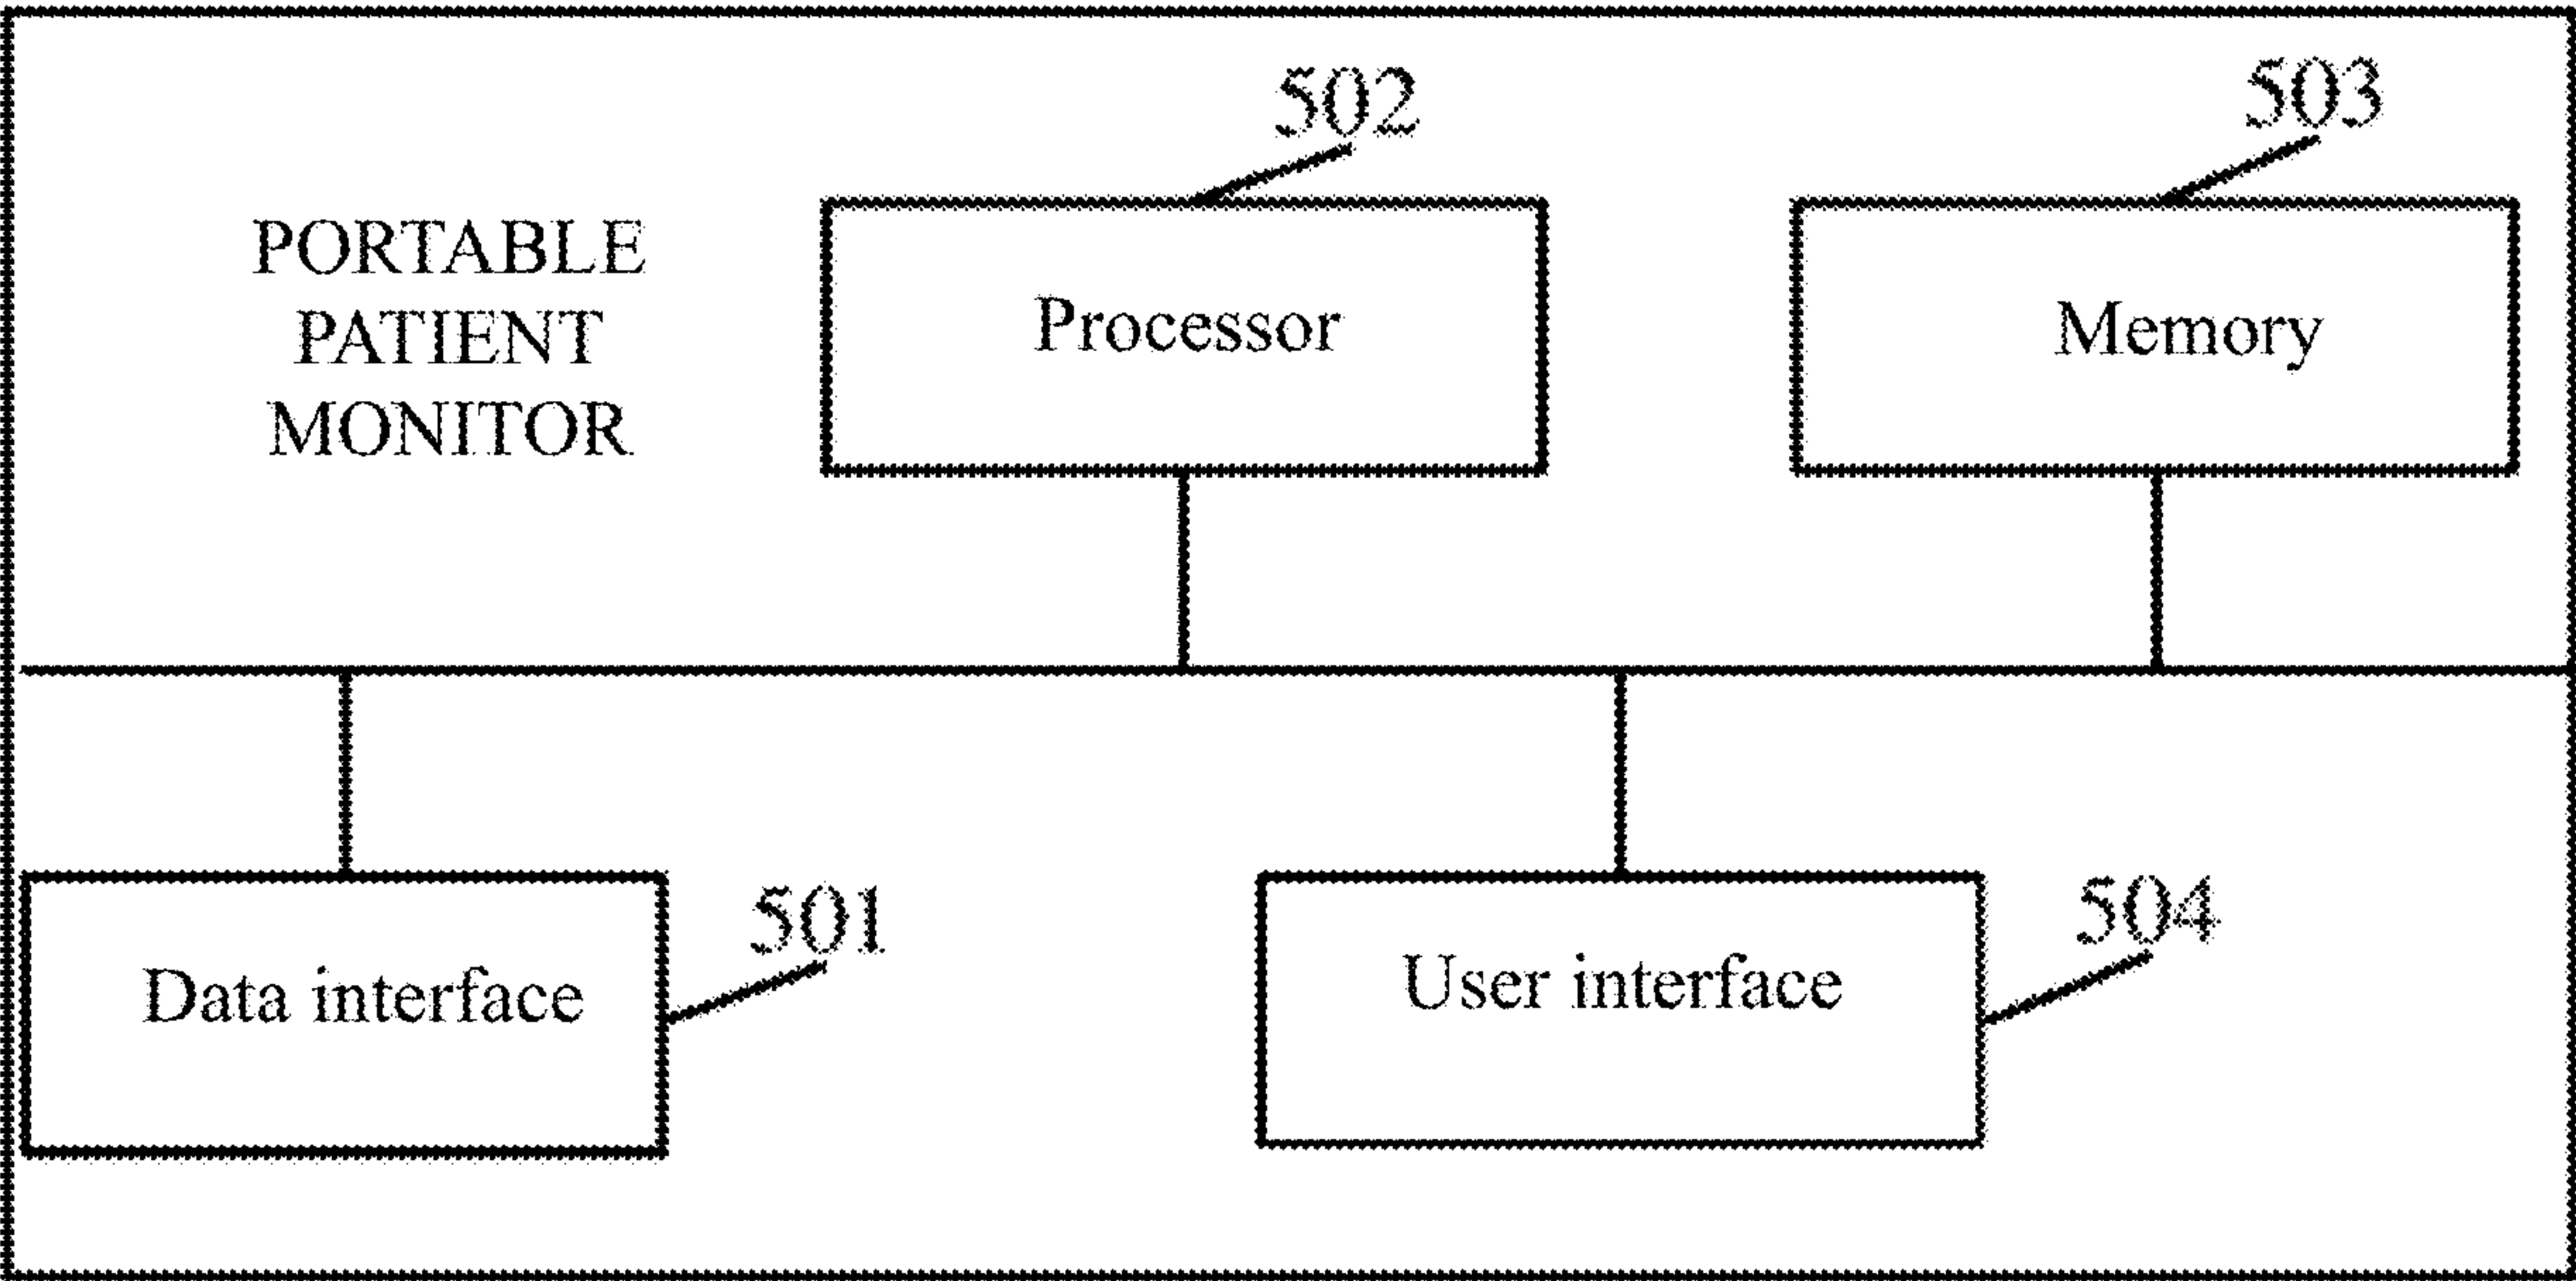 502
503
PORTABLE
PATIENT
MONITOR
Processor
Memory
501
504
Data interface
User interface